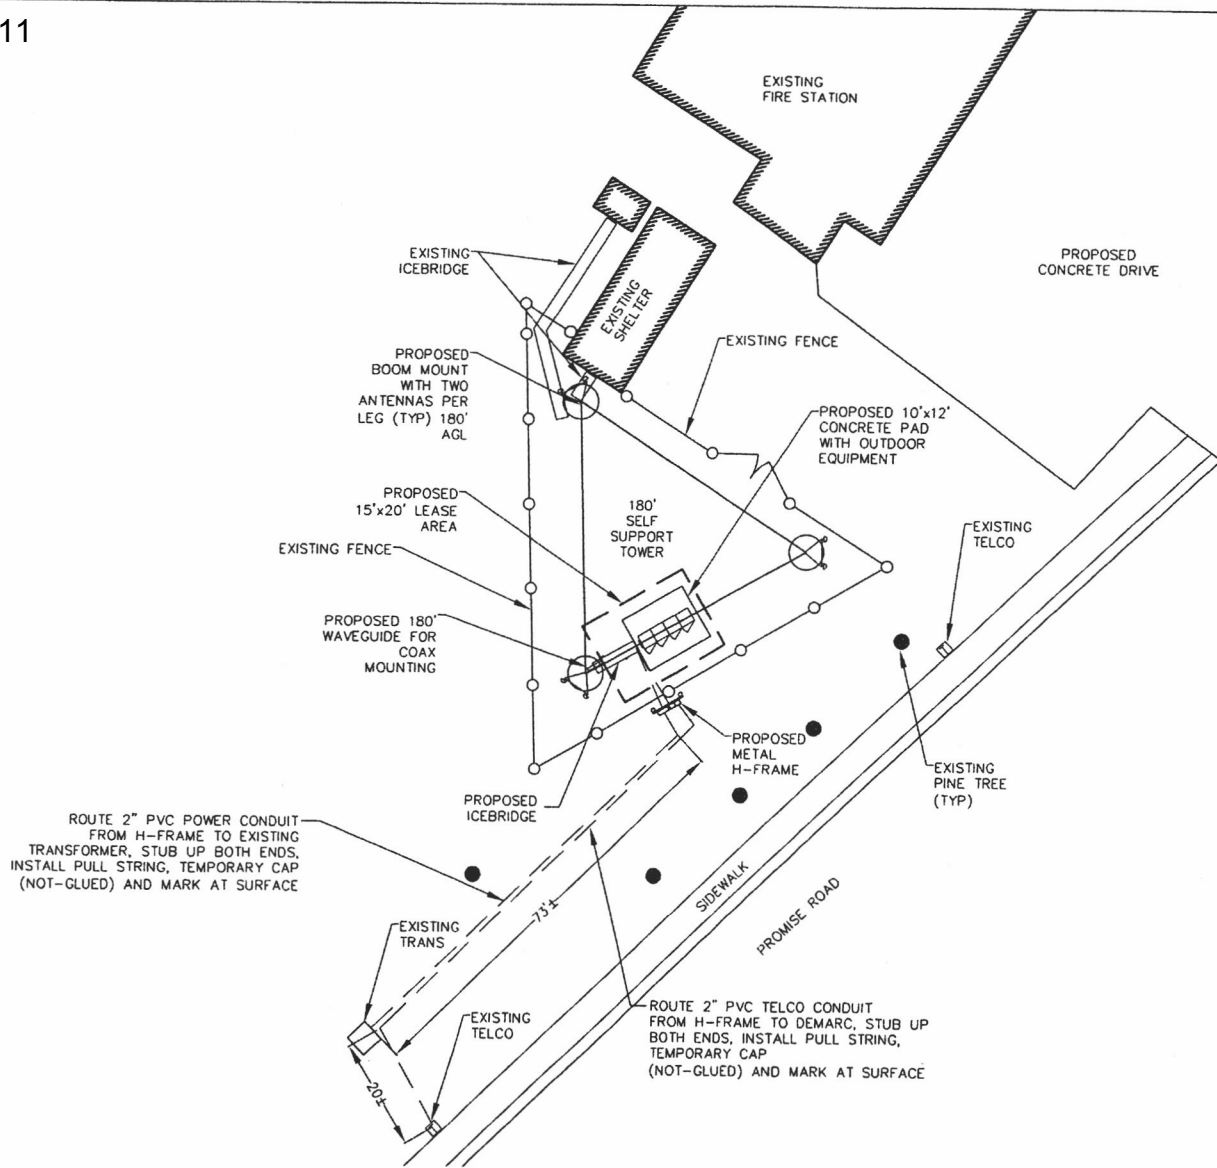 11
EXISTING
FIRE STATION
PROPOSED
CONCRETE DRIVE
EXISTING
ICEBRIDGE
EXISTING
SHELTER
PROPOSED
BOOM MOUNT
WITH TWO
ANTENNAS PER
LEG (TYP) 180'
AGL
EXISTING FENCE
PROPOSED 10'x12'
CONCRETE PAD
WITH OUTDOOR
EQUIPMENT
PROPOSED
15'x20' LEASE
AREA
180'
SELF
SUPPORT
TOWER
EXISTING
TELCO
EXISTING FENCE
PROPOSED 180'
WAVEGUIDE FOR
COAX
MOUNTING
PROPOSED
METAL
H-FRAME
EXISTING
PINE TREE
(TYP)
PROPOSED
ICEBRIDGE
ROUTE 2" PVC POWER CONDUIT
FROM H-FRAME TO EXISTING
TRANSFORMER, STUB UP BOTH ENDS,
INSTALL PULL STRING, TEMPORARY CAP
(NOT-GLUED) AND MARK AT SURFACE
SIDEWALK
PROMISE ROAD
73'±
EXISTING
TRANS
EXISTING
TELCO
ROUTE 2" PVC TELCO CONDUIT
FROM H-FRAME TO DEMARC, STUB UP
BOTH ENDS, INSTALL PULL STRING,
TEMPORARY CAP
(NOT-GLUED) AND MARK AT SURFACE
20±